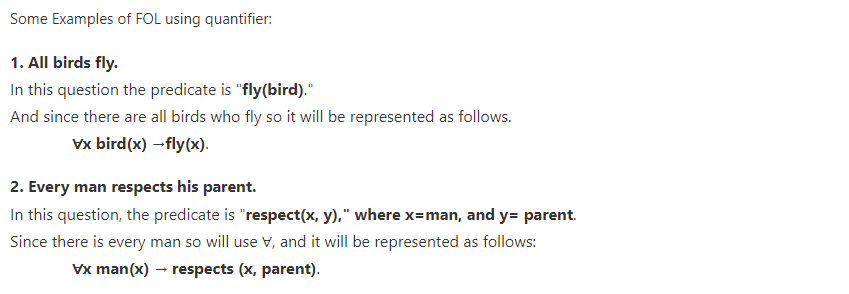 Some Examples of FOL using quantifier:
1. All birds fly.
In this question the predicate is "fly(bird)."
And since there are all birds who fly so it will be represented as follows.
∀x bird(x) →fly(x).
2. Every man respects his parent.
In this question, the predicate is "respect(x, y)," where x=man, and y= parent.
Since there is every man so will use ∀, and it will be represented as follows:
∀x man(x) → respects (x, parent).